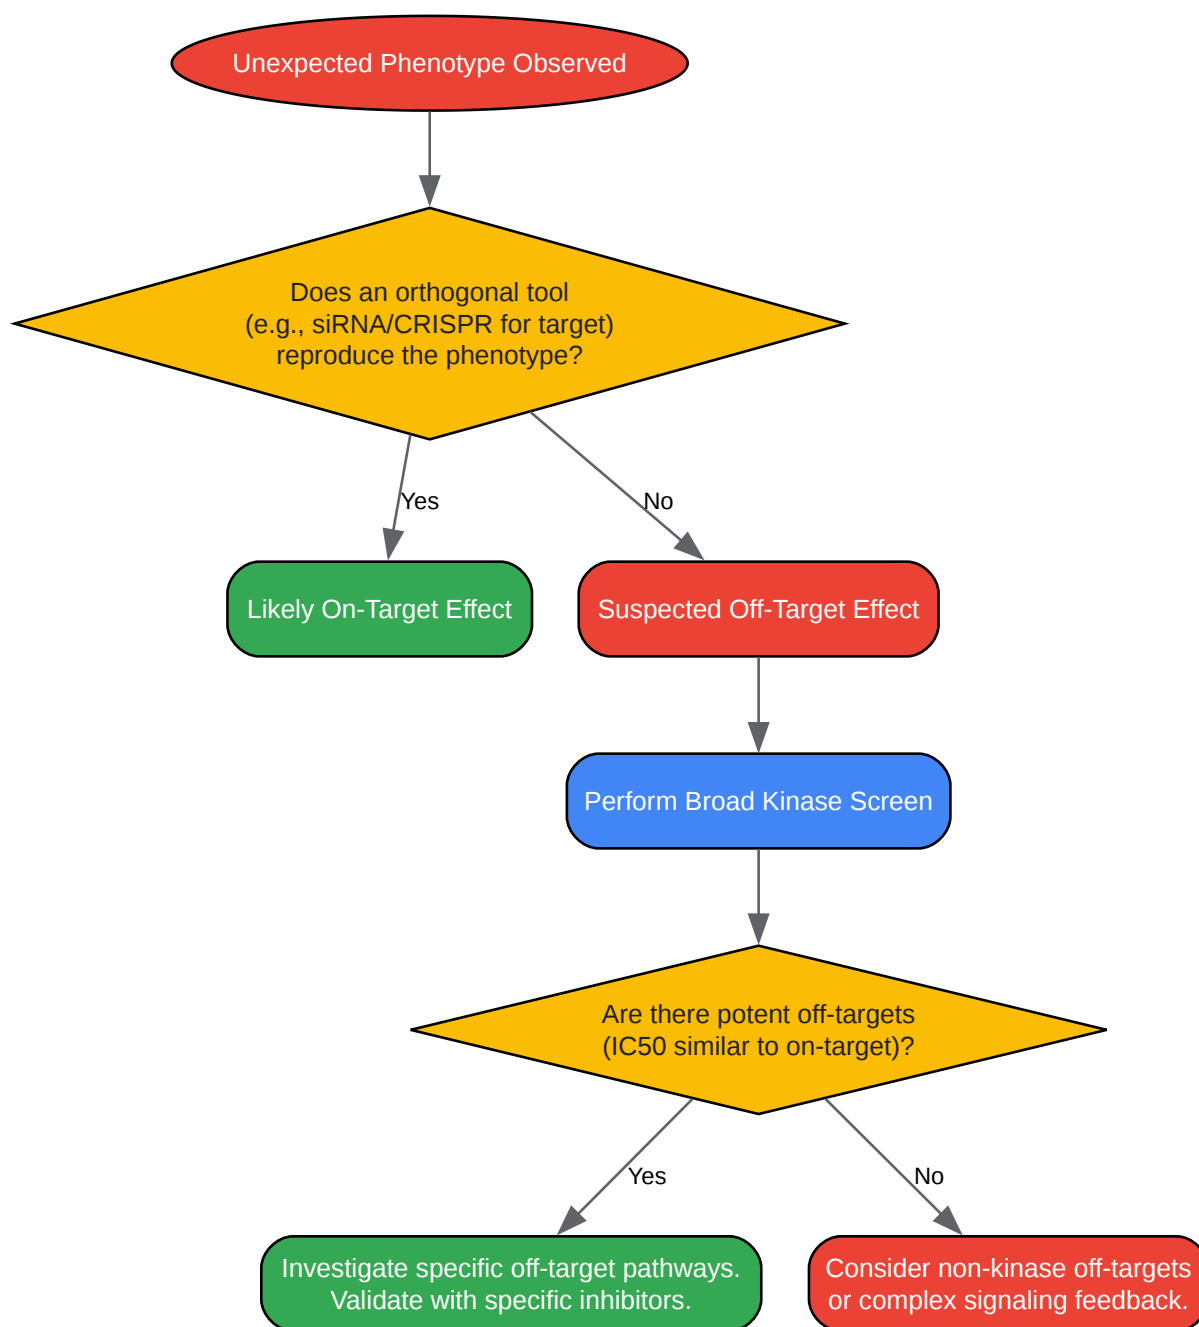 Unexpected Phenotype Observed
Does an orthogonal tool
(e.g., siRNA/CRISPR for target)
reproduce the phenotype?
Yes
No
Likely On-Target Effect
Suspected Off-Target Effect
Perform Broad Kinase Screen
Are there potent off-targets
(IC50 similar to on-target)?
Yes
No
Investigate specific off-target pathways.
Validate with specific inhibitors.
Consider non-kinase off-targets
or complex signaling feedback.